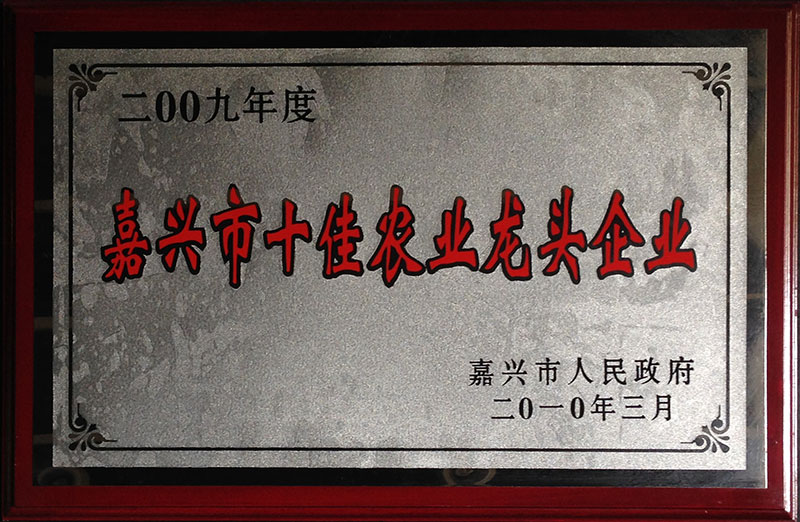 二00九年度
嘉兴市十佳农业龙头企业
嘉兴市人民政府
二0一0年三月